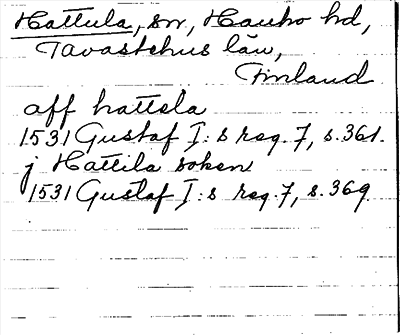 Hattula, sn, Hauho hd,
Tavastehus län,
Finland
aff hattela
1531 Gustaf I:s reg. 7, s. 361.
j Hattila soken
1531 Gustaf I:s reg. 7, s. 369